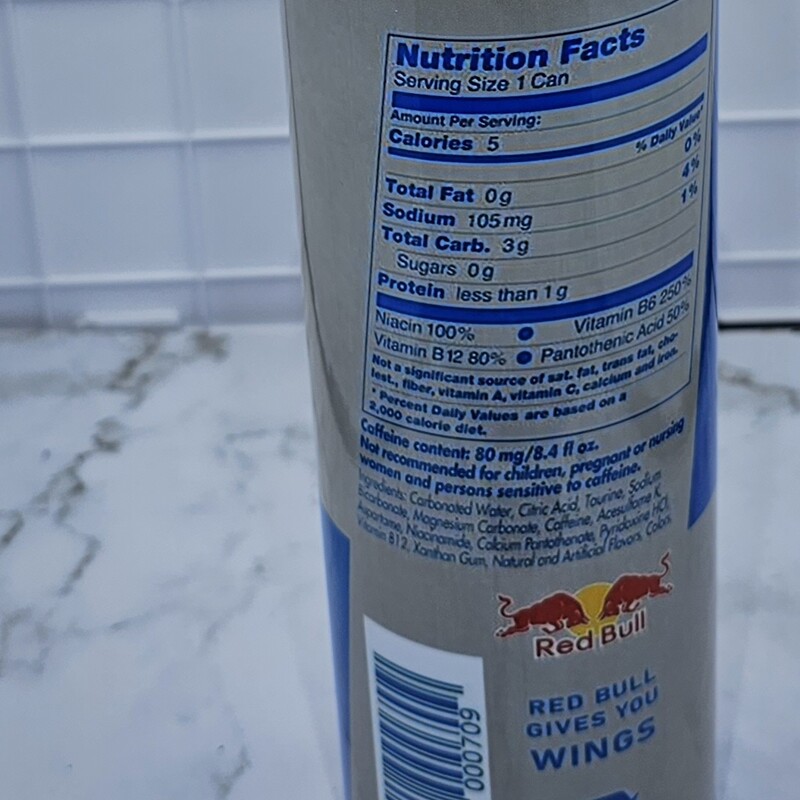 Nutrition Facts
Serving Size 1 Can
Amount Per Serving:
Calories 5
% Daily Value*
Total Fat 0g 0%
Sodium 105mg 4%
Total Carb. 3g 1%
Sugars 0g
Protein less than 1g
Niacin 100% • Vitamin B6 250%
Vitamin B12 80% • Pantothenic Acid 50%
Not a significant source of sat. fat, trans fat, cho-
lest., fiber, vitamin A, vitamin C, calcium and iron.
* Percent Daily Values are based on a
2,000 calorie diet.
Caffeine content: 80 mg/8.4 fl oz.
Not recommended for children, pregnant or nursing
women and persons sensitive to caffeine.
Ingredients: Carbonated Water, Citric Acid, Taurine, Sodium
Bicarbonate, Magnesium Carbonate, Caffeine, Acesulfame K,
Aspartame, Niacinamide, Calcium Pantothenate, Pyridoxine HCl,
Vitamin B12, Xanthan Gum, Natural and Artificial Flavors, Colors.
Red Bull
RED BULL
GIVES YOU
WINGS
000709